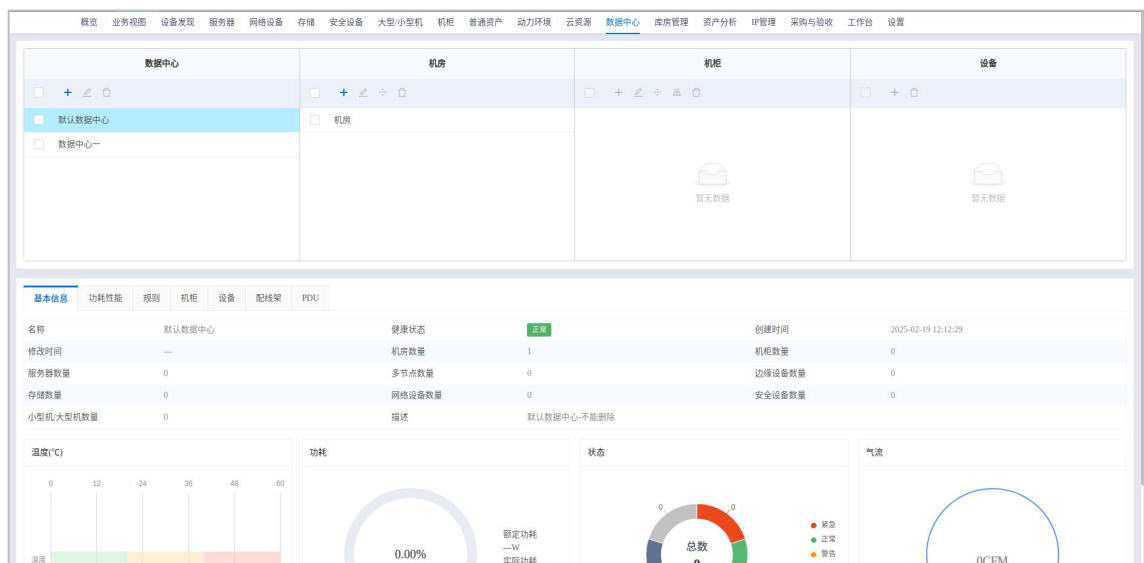 概览 业务视图 设备发现 服务器 网络设备 存储 安全设备 大型/小型机 机柜 普通资产 动力环境 云资源 数据中心 库房管理 资产分析 IP管理 采购与验收 工作台 设置
数据中心 机房 机柜 设备
默认数据中心 机房
数据中心一
暂无数据 暂无数据
基本信息 功耗性能 规则 机柜 设备 配线架 PDU
名称 默认数据中心 健康状态 正常 创建时间 2025-02-19 12:12:29
修改时间 — 机房数量 1 机柜数量 0
服务器数量 0 多节点数量 0 边缘设备数量 0
存储数量 0 网络设备数量 0 安全设备数量 0
小型机/大型机数量 0 描述 默认数据中心-不能删除
温度(℃) 功耗 状态 气流
0 12 24 36 48 60
0 0
紧急
额定功耗
总数 正常
---W
0.00% 警告
温度 实际功耗 0 0CFM